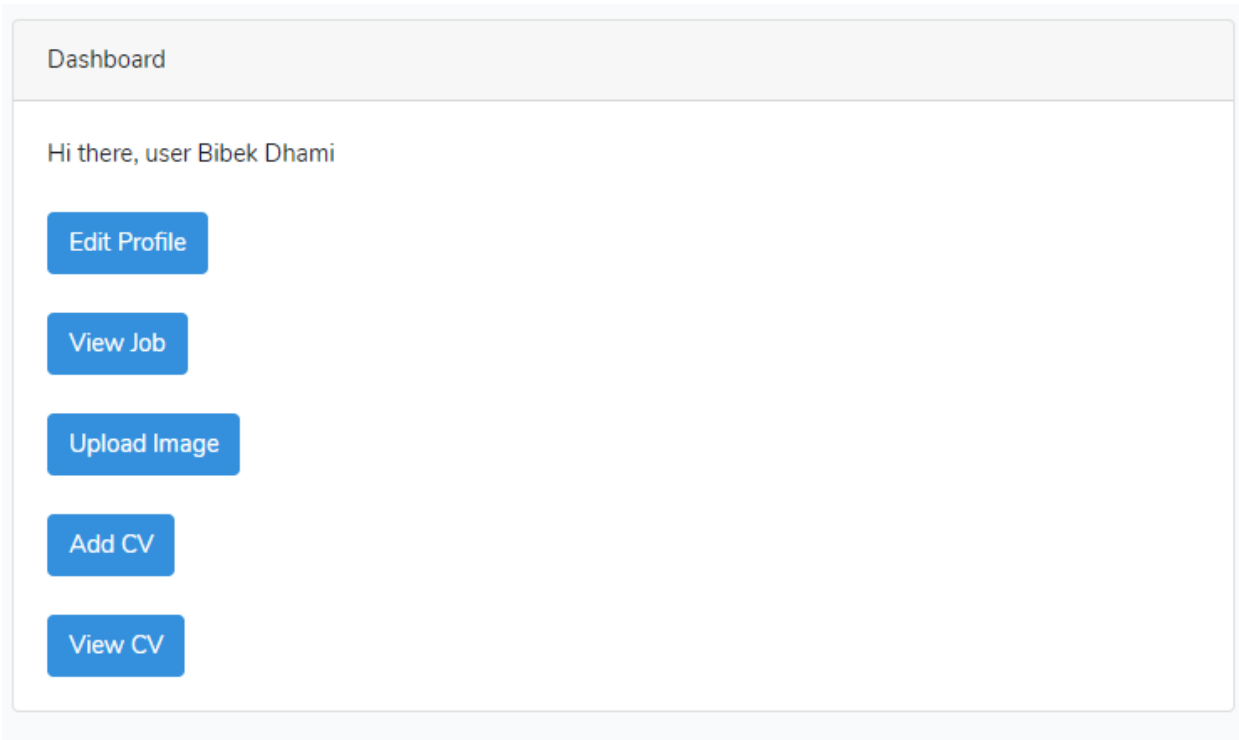 Dashboard
Hi there, user Bibek Dhami
Edit Profile
View Job
Upload Image
Add CV
View CV